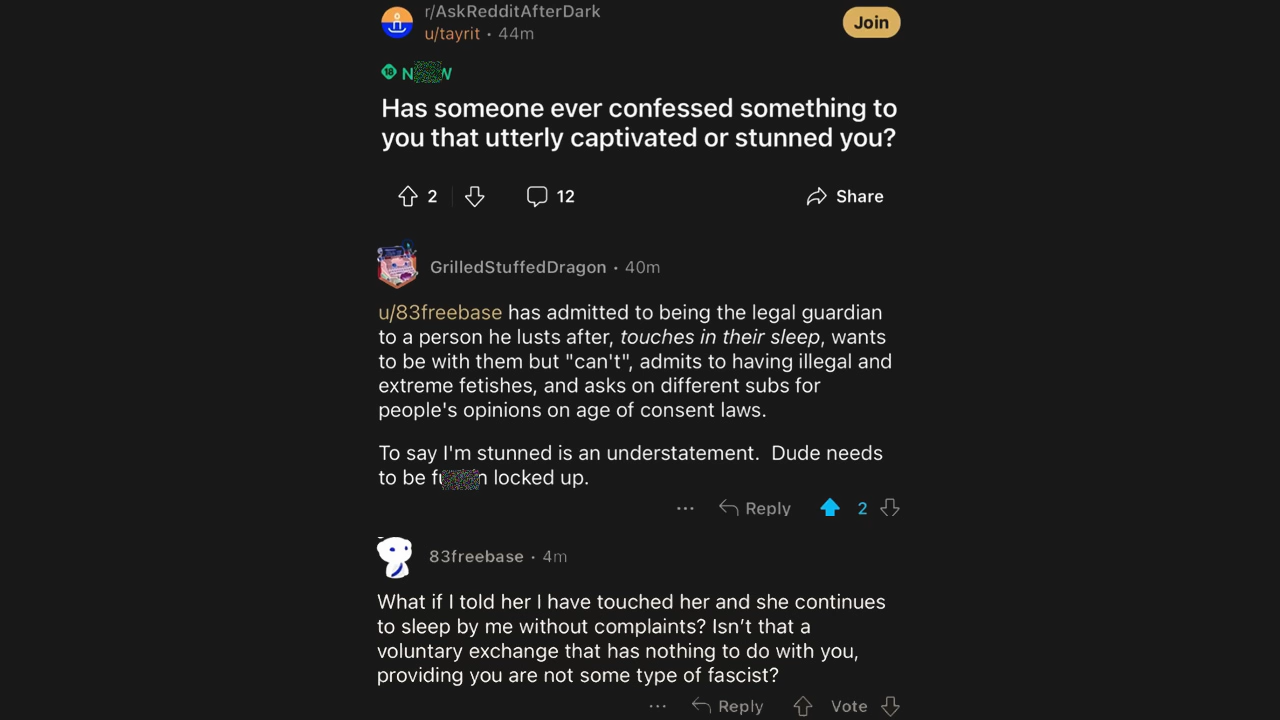 r/AskRedditAfterDark
u/tayrit • 44m
Join
18
Has someone ever confessed something to
you that utterly captivated or stunned you?
2
12
Share
GrilledStuffedDragon • 40m
u/83freebase has admitted to being the legal guardian
to a person he lusts after, touches in their sleep, wants
to be with them but "can't", admits to having illegal and
extreme fetishes, and asks on different subs for
people's opinions on age of consent laws.
To say I'm stunned is an understatement. Dude needs
to be locked up.
... Reply 2
83freebase • 4m
What if I told her I have touched her and she continues
to sleep by me without complaints? Isn’t that a
voluntary exchange that has nothing to do with you,
providing you are not some type of fascist?
... Reply Vote